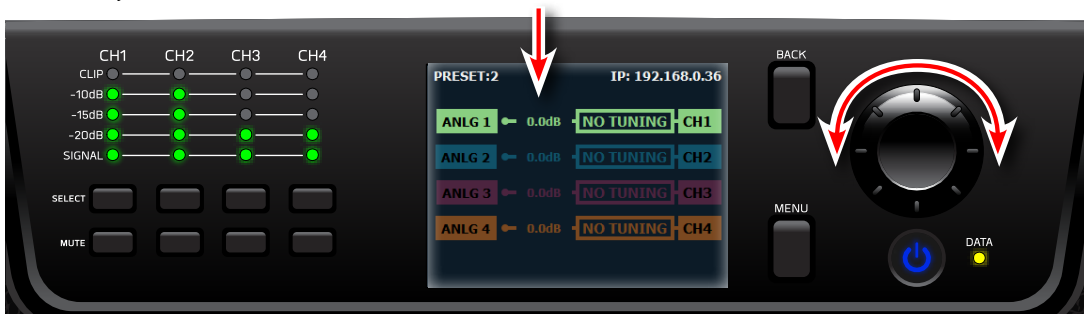 CH1 CH2 CH3 CH4
CLIP
-10dB
-15dB
-20dB
SIGNAL
SELECT
MUTE
PRESET:2 IP: 192.168.0.36
ANLG 1 0.0dB NO TUNING CH1
ANLG 2 0.0dB NO TUNING CH2
ANLG 3 0.0dB NO TUNING CH3
ANLG 4 0.0dB NO TUNING CH4
BACK
MENU
DATA